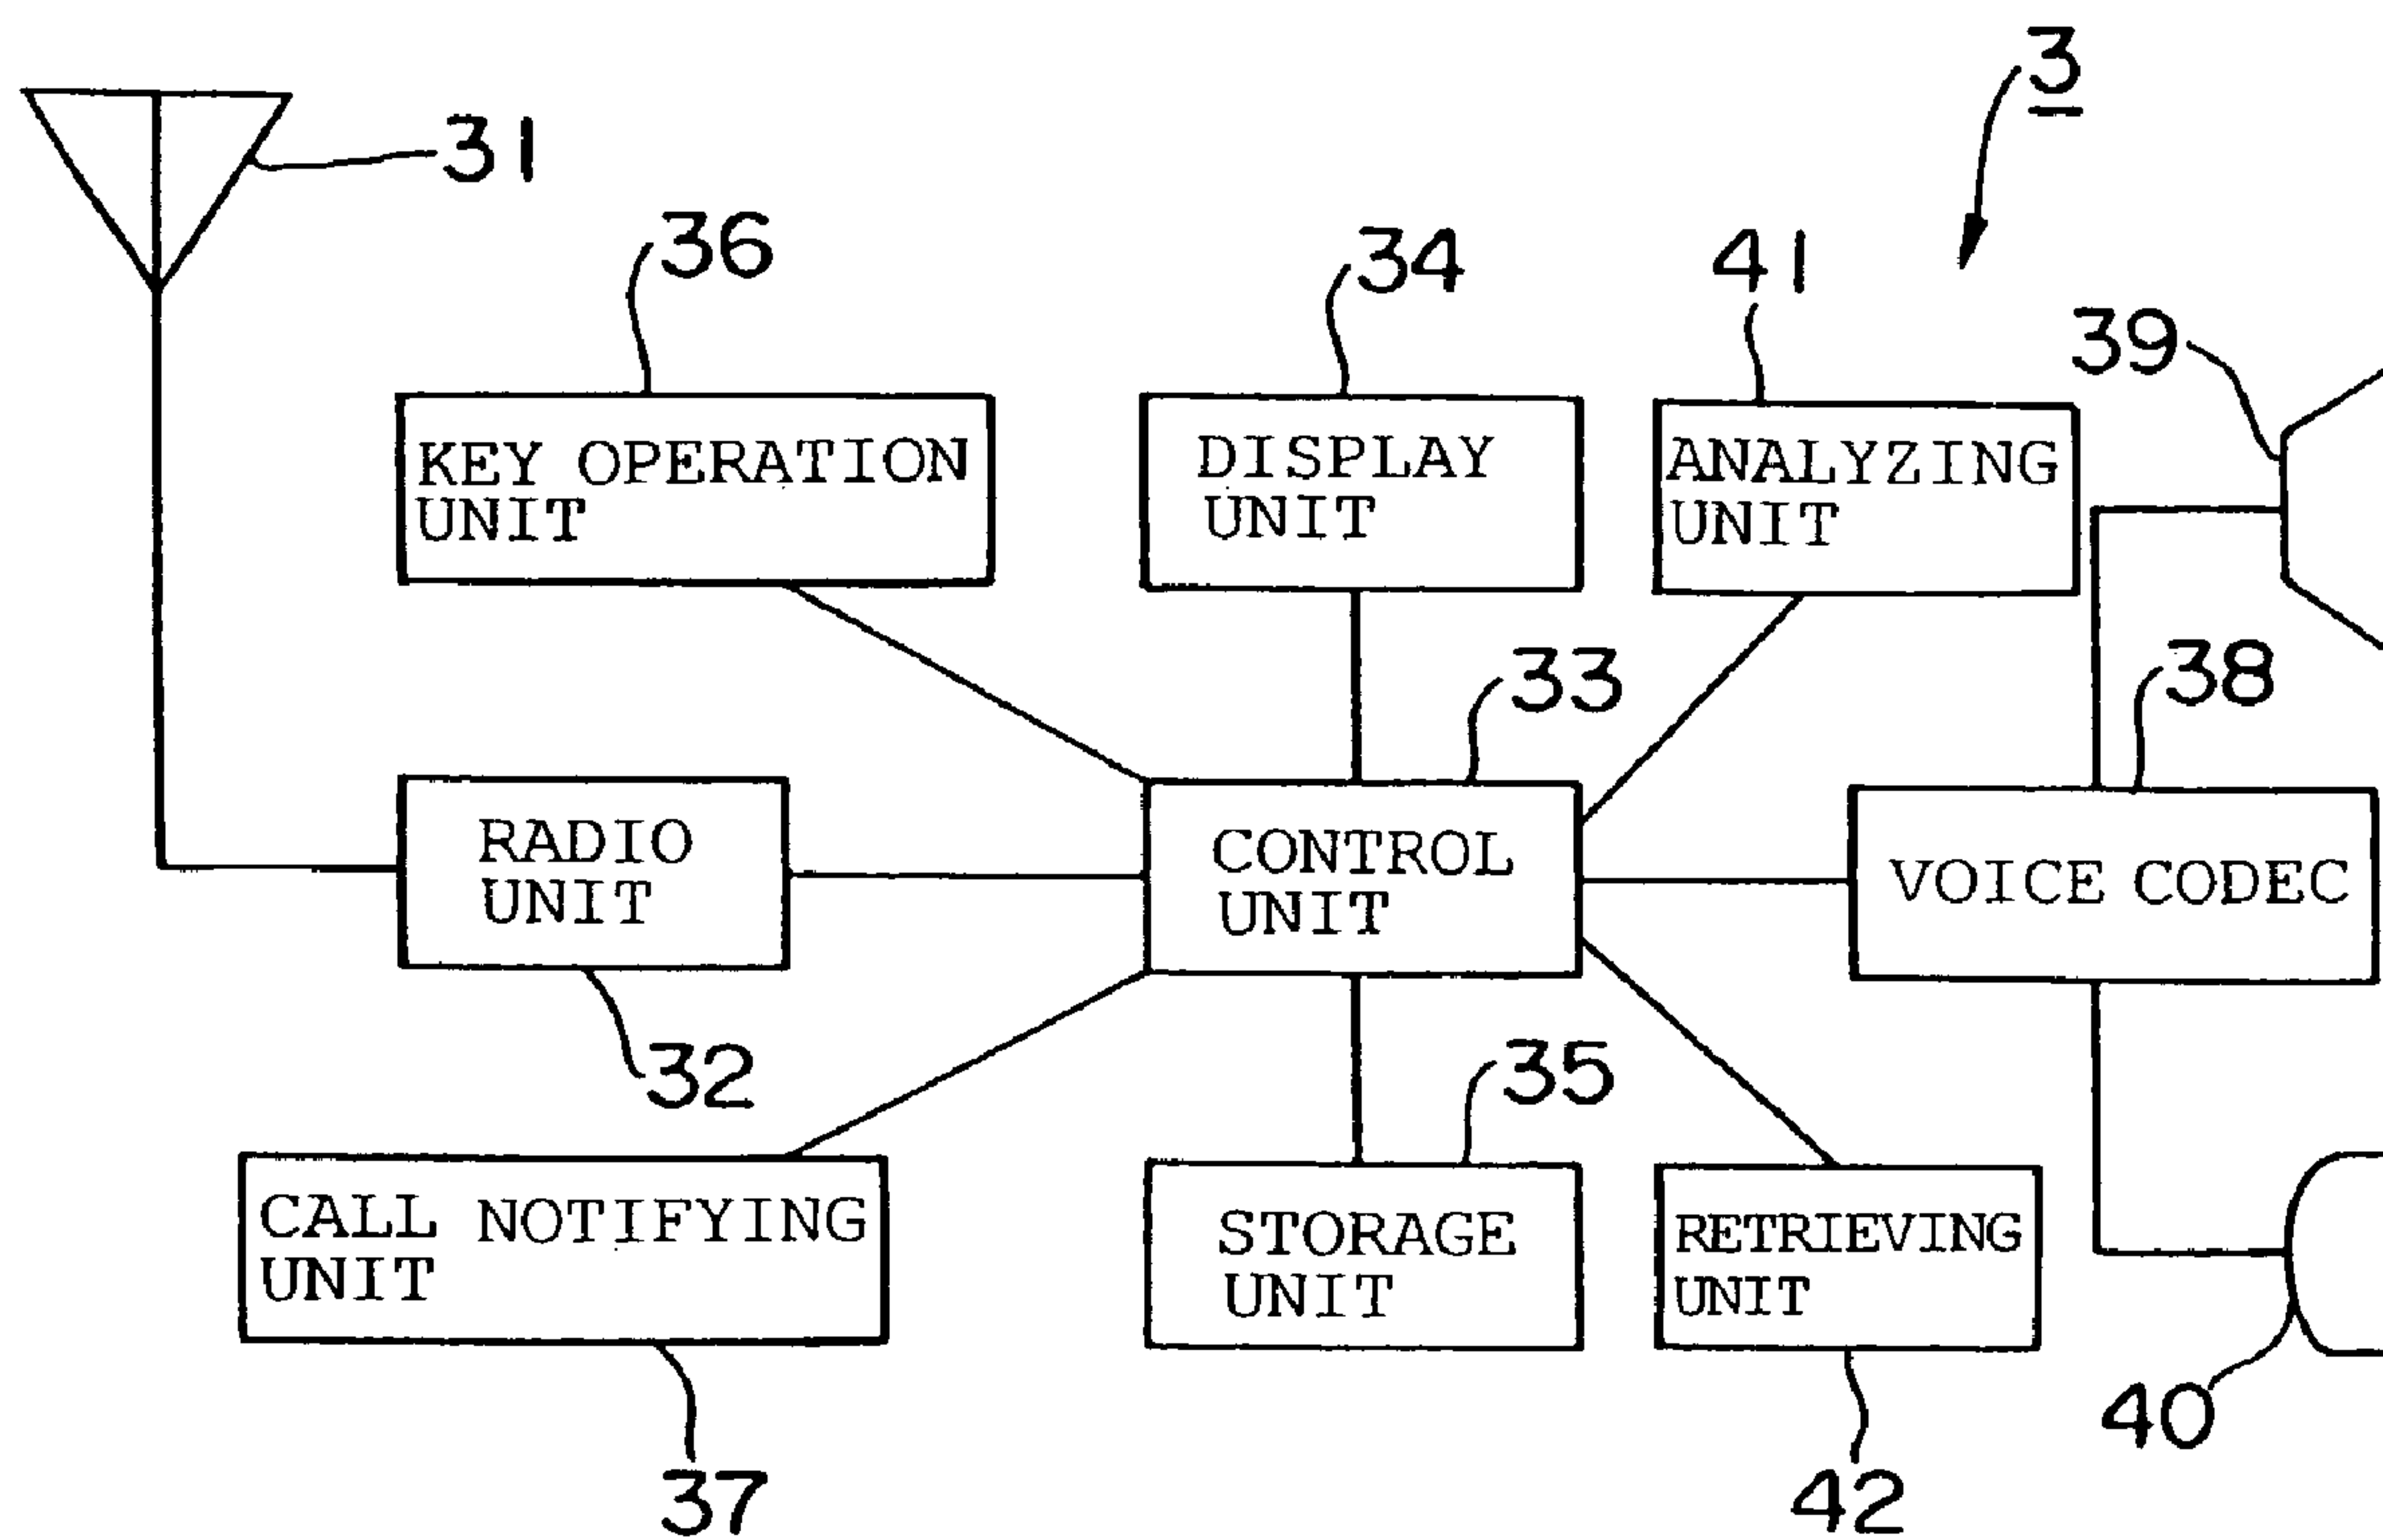 3
31
36
34
41
39
KEY OPERATION
UNIT
DISPLAY
UNIT
ANALYZING
UNIT
33
38
RADIO
UNIT
CONTROL
UNIT
VOICE CODEC
32
35
CALL NOTIFYING
UNIT
STORAGE
UNIT
RETRIEVING
UNIT
40
37
42